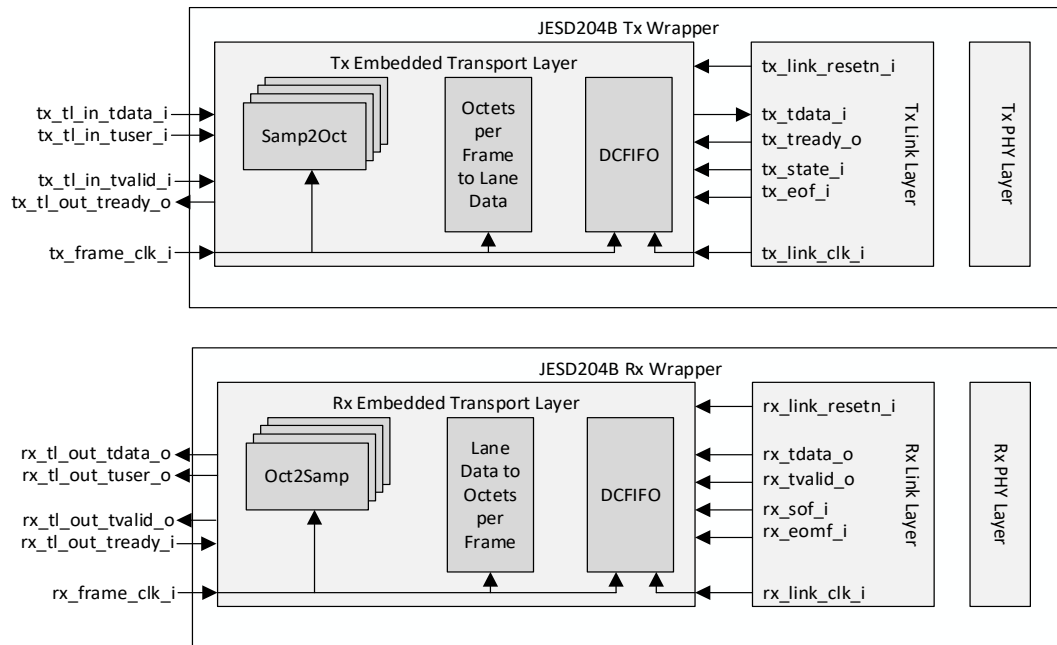 JESD204B Tx Wrapper
Tx Embedded Transport Layer
tx_tl_in_tdata_i
tx_tl_in_tuser_i
tx_tl_in_tvalid_i
tx_tl_out_tready_o
tx_frame_clk_i
Samp2Oct
Octets
per
Frame
to Lane
Data
DCFIFO
tx_link_resetn_i
tx_tdata_i
tx_tready_o
tx_state_i
tx_eof_i
tx_link_clk_i
Tx Link Layer
Tx PHY Layer
JESD204B Rx Wrapper
Rx Embedded Transport Layer
rx_tl_out_tdata_o
rx_tl_out_tuser_o
rx_tl_out_tvalid_o
rx_tl_out_tready_i
rx_frame_clk_i
Oct2Samp
Lane
Data to
Octets
per
Frame
DCFIFO
rx_link_resetn_i
rx_tdata_o
rx_tvalid_o
rx_sof_i
rx_eomf_i
rx_link_clk_i
Rx Link Layer
Rx PHY Layer